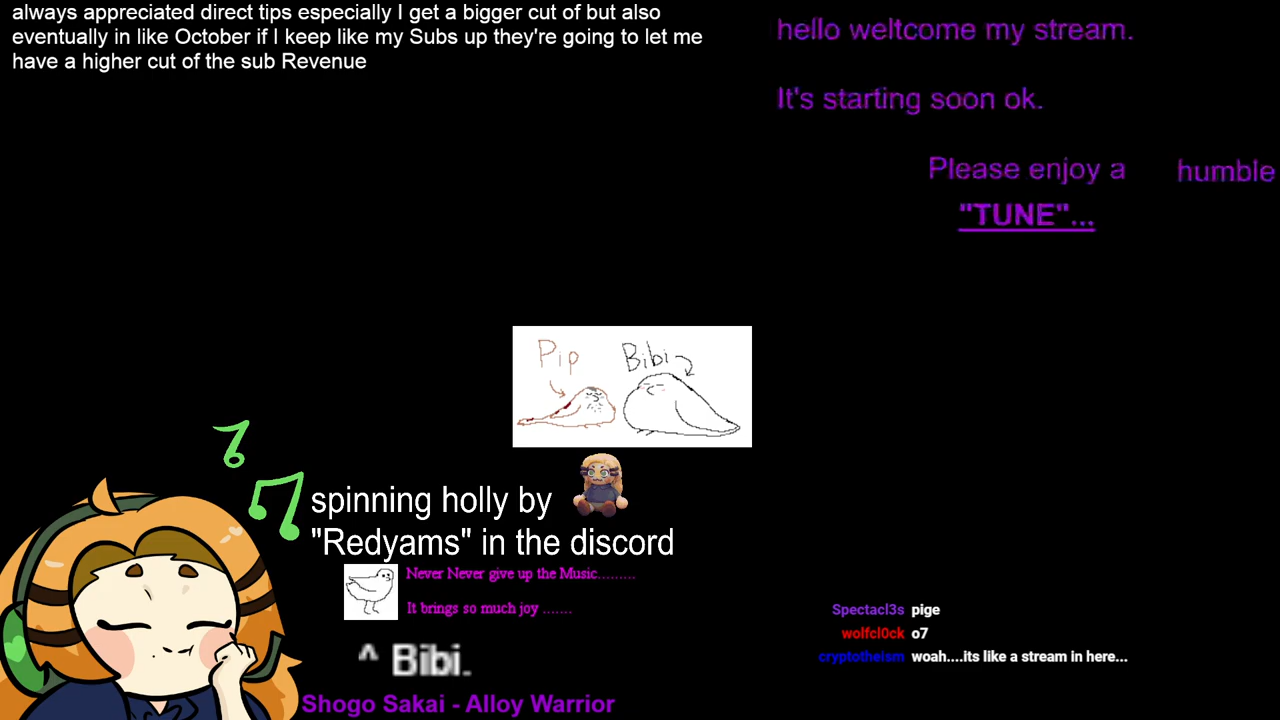 always appreciated direct tips especially I get a bigger cut of but also
eventually in like October if I keep like my Subs up they're going to let me
have a higher cut of the sub Revenue
hello weltcome my stream.
It's starting soon ok.
Please enjoy a humble
"TUNE"...
Pip
Bibi
spinning holly by
"Redyams" in the discord
Never Never give up the Music.........
It brings so much joy .......
^ Bibi.
Shogo Sakai - Alloy Warrior
Spectacl3s pige
wolfcl0ck o7
cryptotheism woah....its like a stream in here...